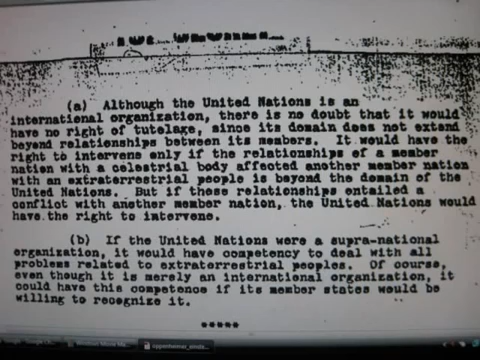 (a) Although the United Nations is an
international organization, there is no doubt that it would
have no right of tutelage, since its domain does not extend
beyond relationships between its members. It would have the
right to intervene only if the relationships of a member
nation with a celestial body affected another member nation
with an extraterrestrial people is beyond the domain of the
United Nations. But if these relationships entailed a
conflict with another member nation, the United Nations would
have the right to intervene.
(b) If the United Nations were a supra-national
organization, it would have competency to deal with all
problems related to extraterrestrial peoples. Of course,
even though it is merely an international organization, it
could have this competence if its member states would be
willing to recognize it.
*****
Windows Movie Ma...